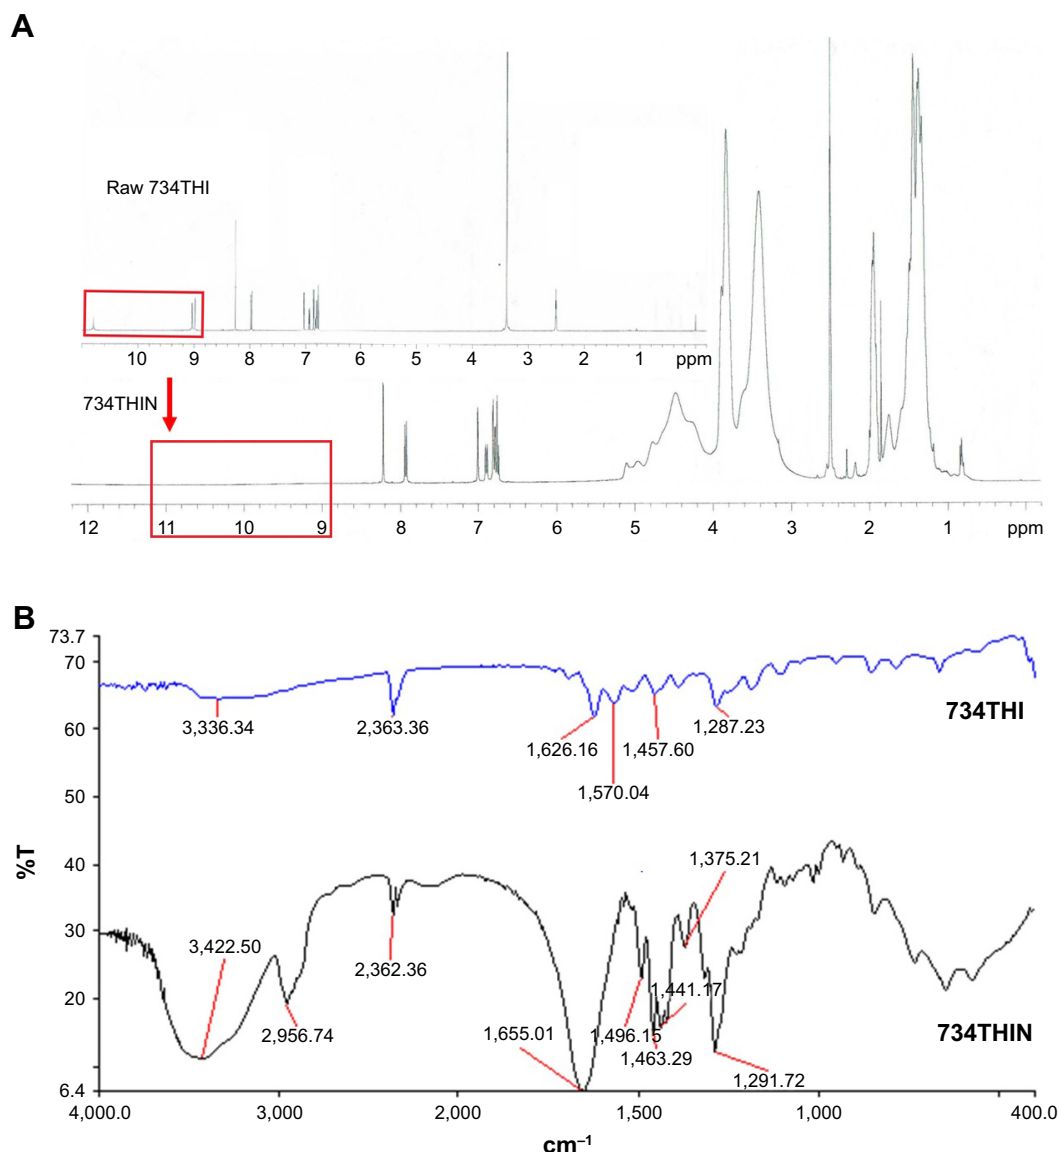 A
Raw 734THI
10 9 8 7 6 5 4 3 2 1 ppm
734THIN
12 11 10 9 8 7 6 5 4 3 2 1 ppm
B
73.7
70
60
50
40
30
20
6.4
%T
3,336.34
2,363.36
1,626.16
1,570.04
1,457.60
1,287.23
734THI
1,375.21
3,422.50
2,362.36
2,956.74
1,655.01
1,496.15
1,441.17
1,463.29
1,291.72
734THIN
4,000.0 3,000 2,000 1,500 1,000 400.0
cm–1